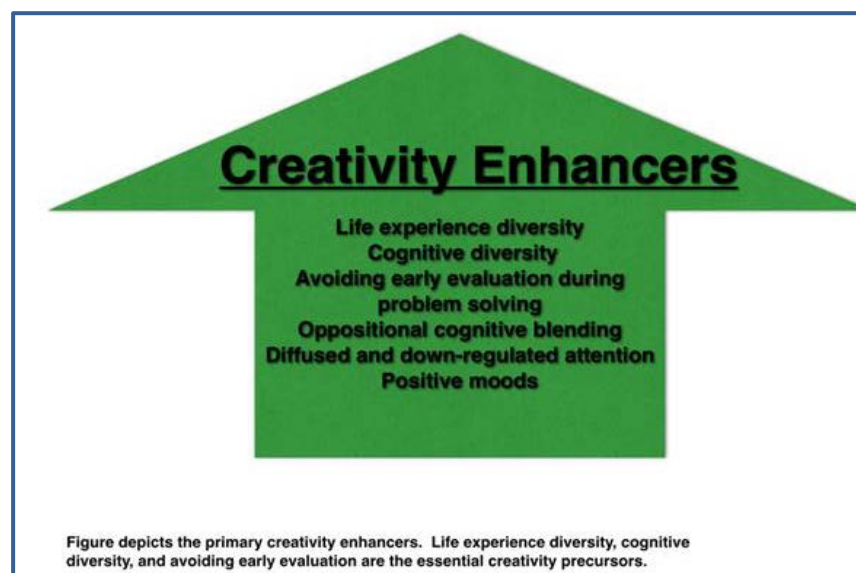 Creativity Enhancers
Life experience diversity
Cognitive diversity
Avoiding early evaluation during
problem solving
Oppositional cognitive blending
Diffused and down-regulated attention
Positive moods
Figure depicts the primary creativity enhancers.  Life experience diversity, cognitive
diversity, and avoiding early evaluation are the essential creativity precursors.